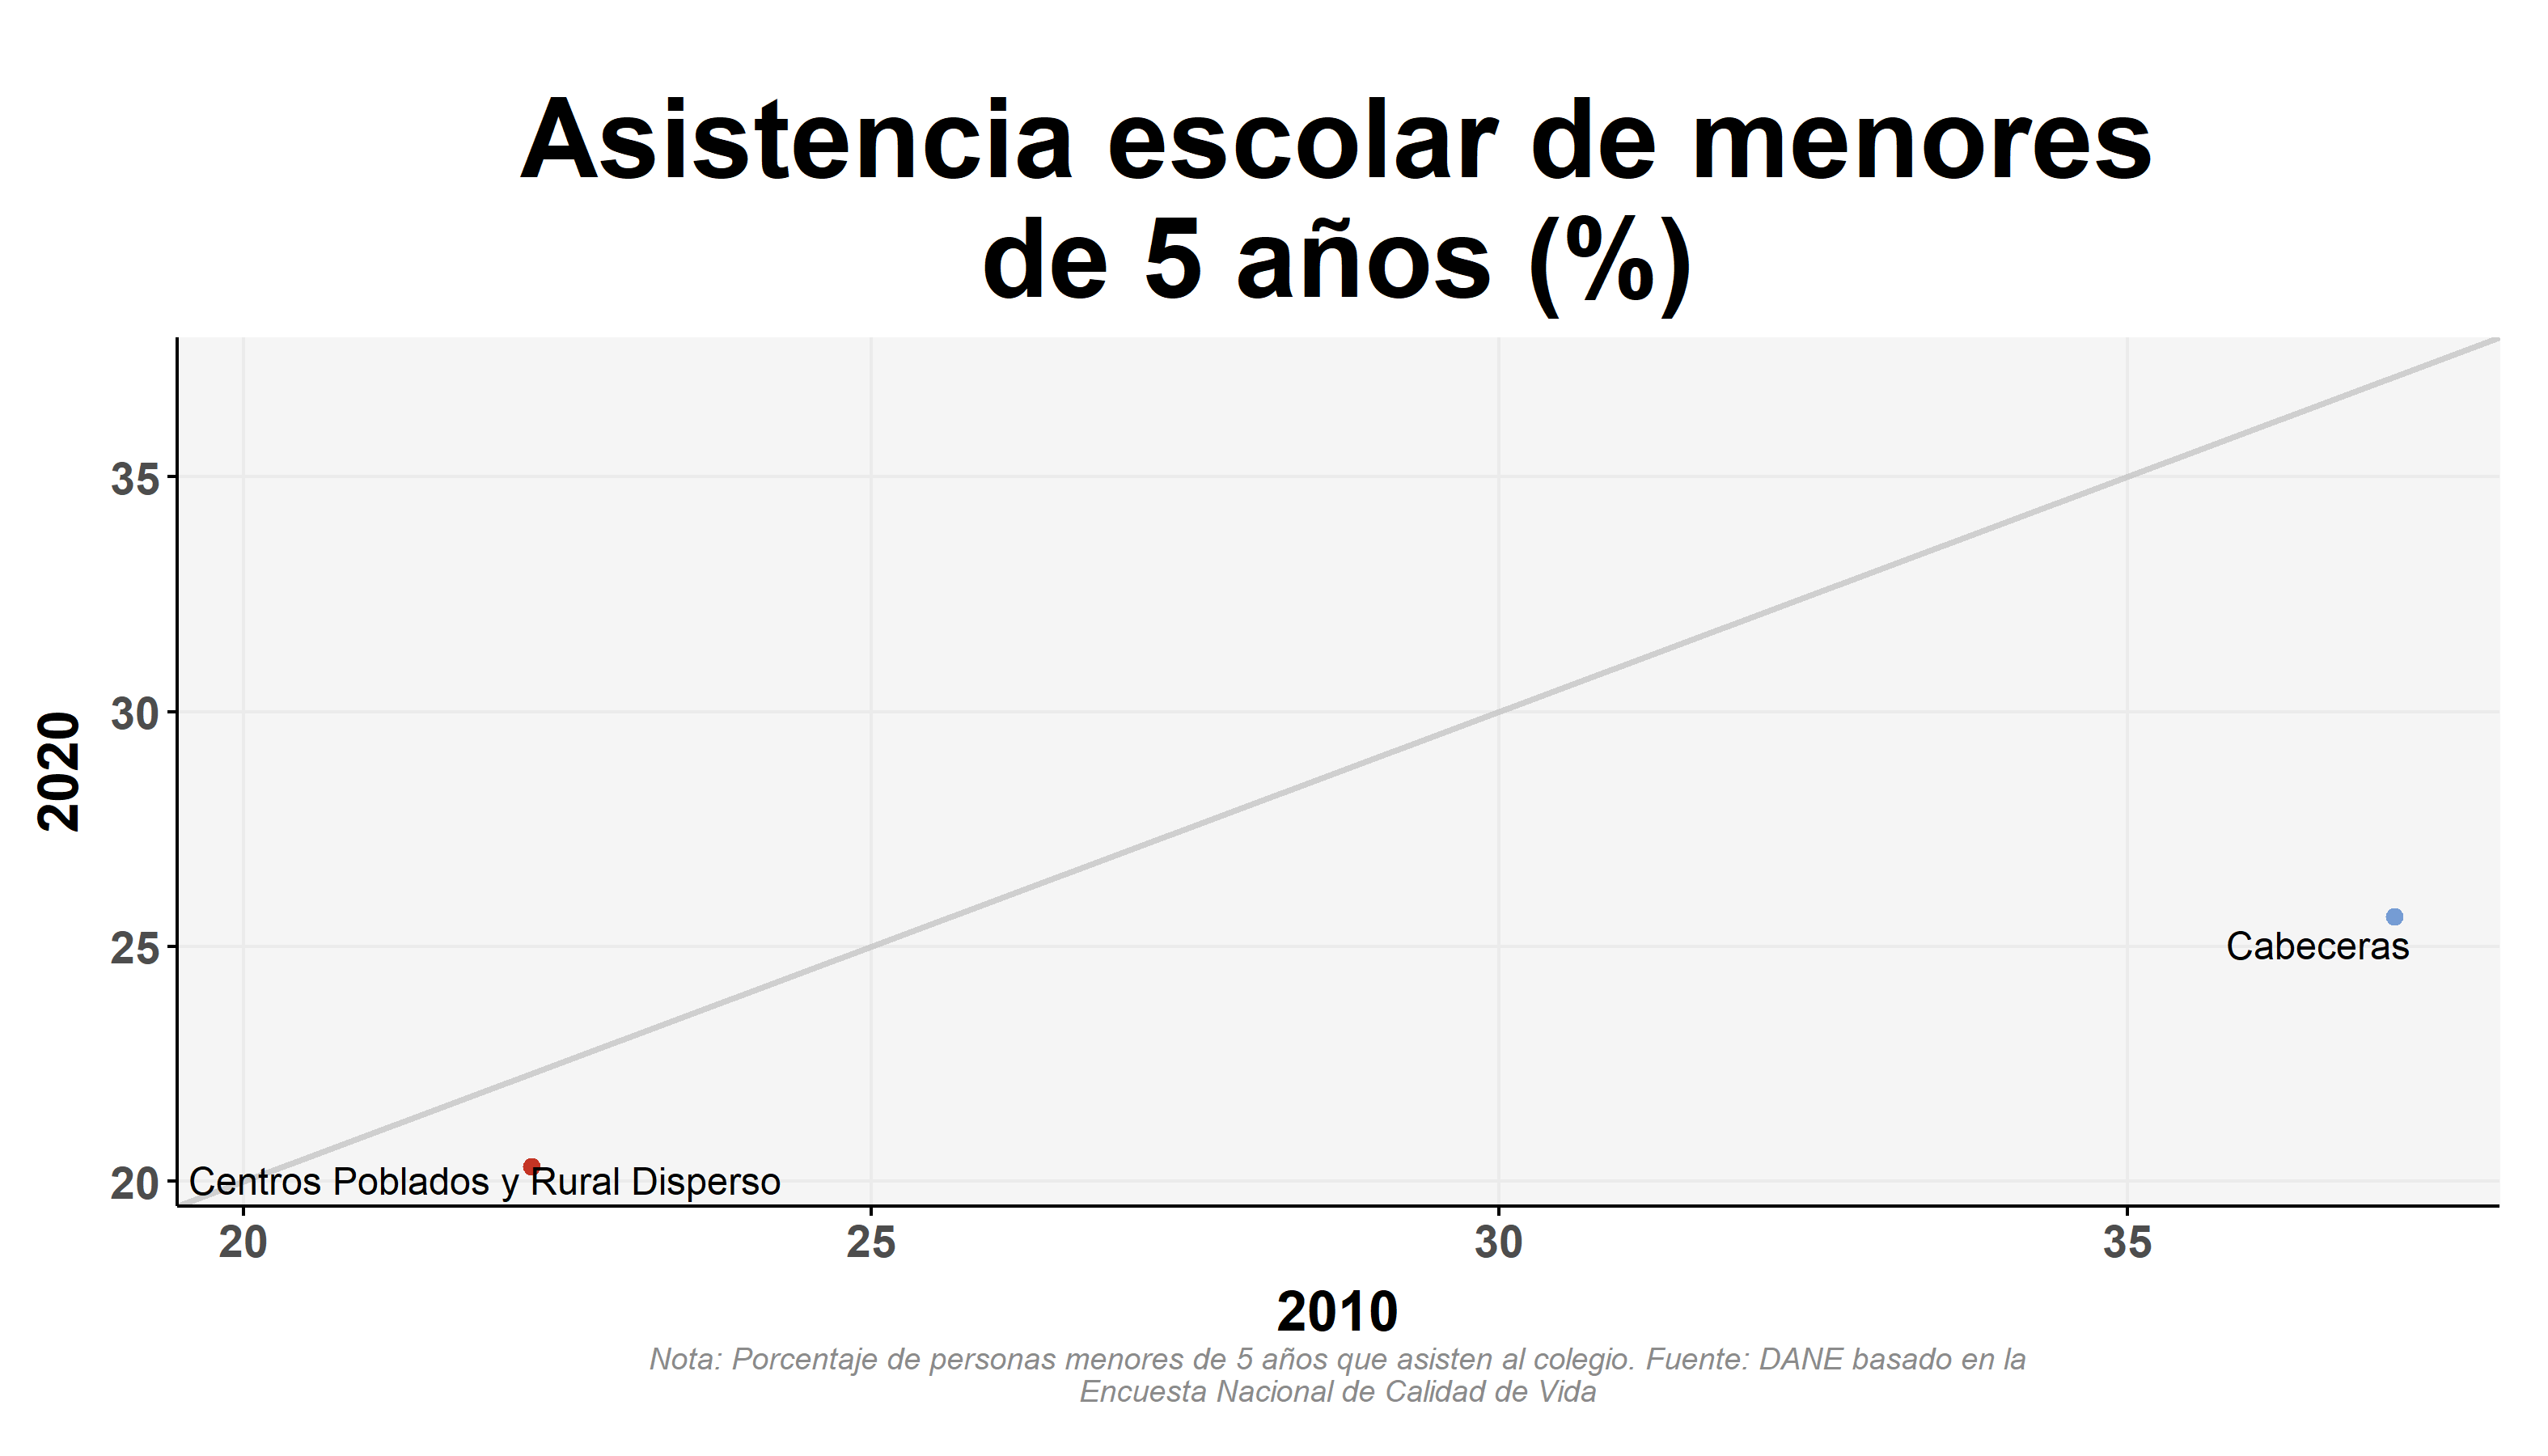 Asistencia escolar de menores
de 5 años (%)
35
30
25
20
2020
Cabeceras
Centros Poblados y Rural Disperso
20
25
30
35
2010
Nota: Porcentaje de personas menores de 5 años que asisten al colegio. Fuente: DANE basado en la
Encuesta Nacional de Calidad de Vida